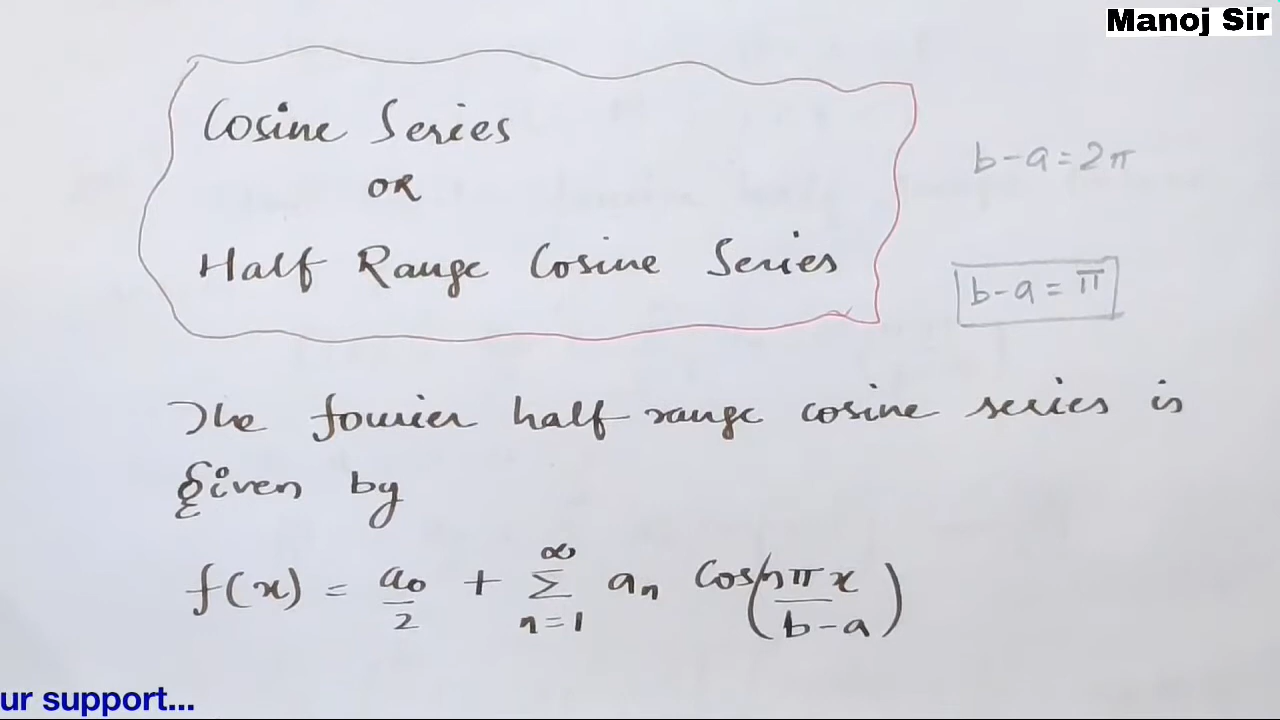 Manoj Sir
Cosine Series
OR
Half Range Cosine Series
b-a=2π
b-a=π
The fourier half range cosine series is
given by
f(x) = a₀/2 + ∞ Σ n=1 aₙ Cos(nπx/b-a)
ur support...